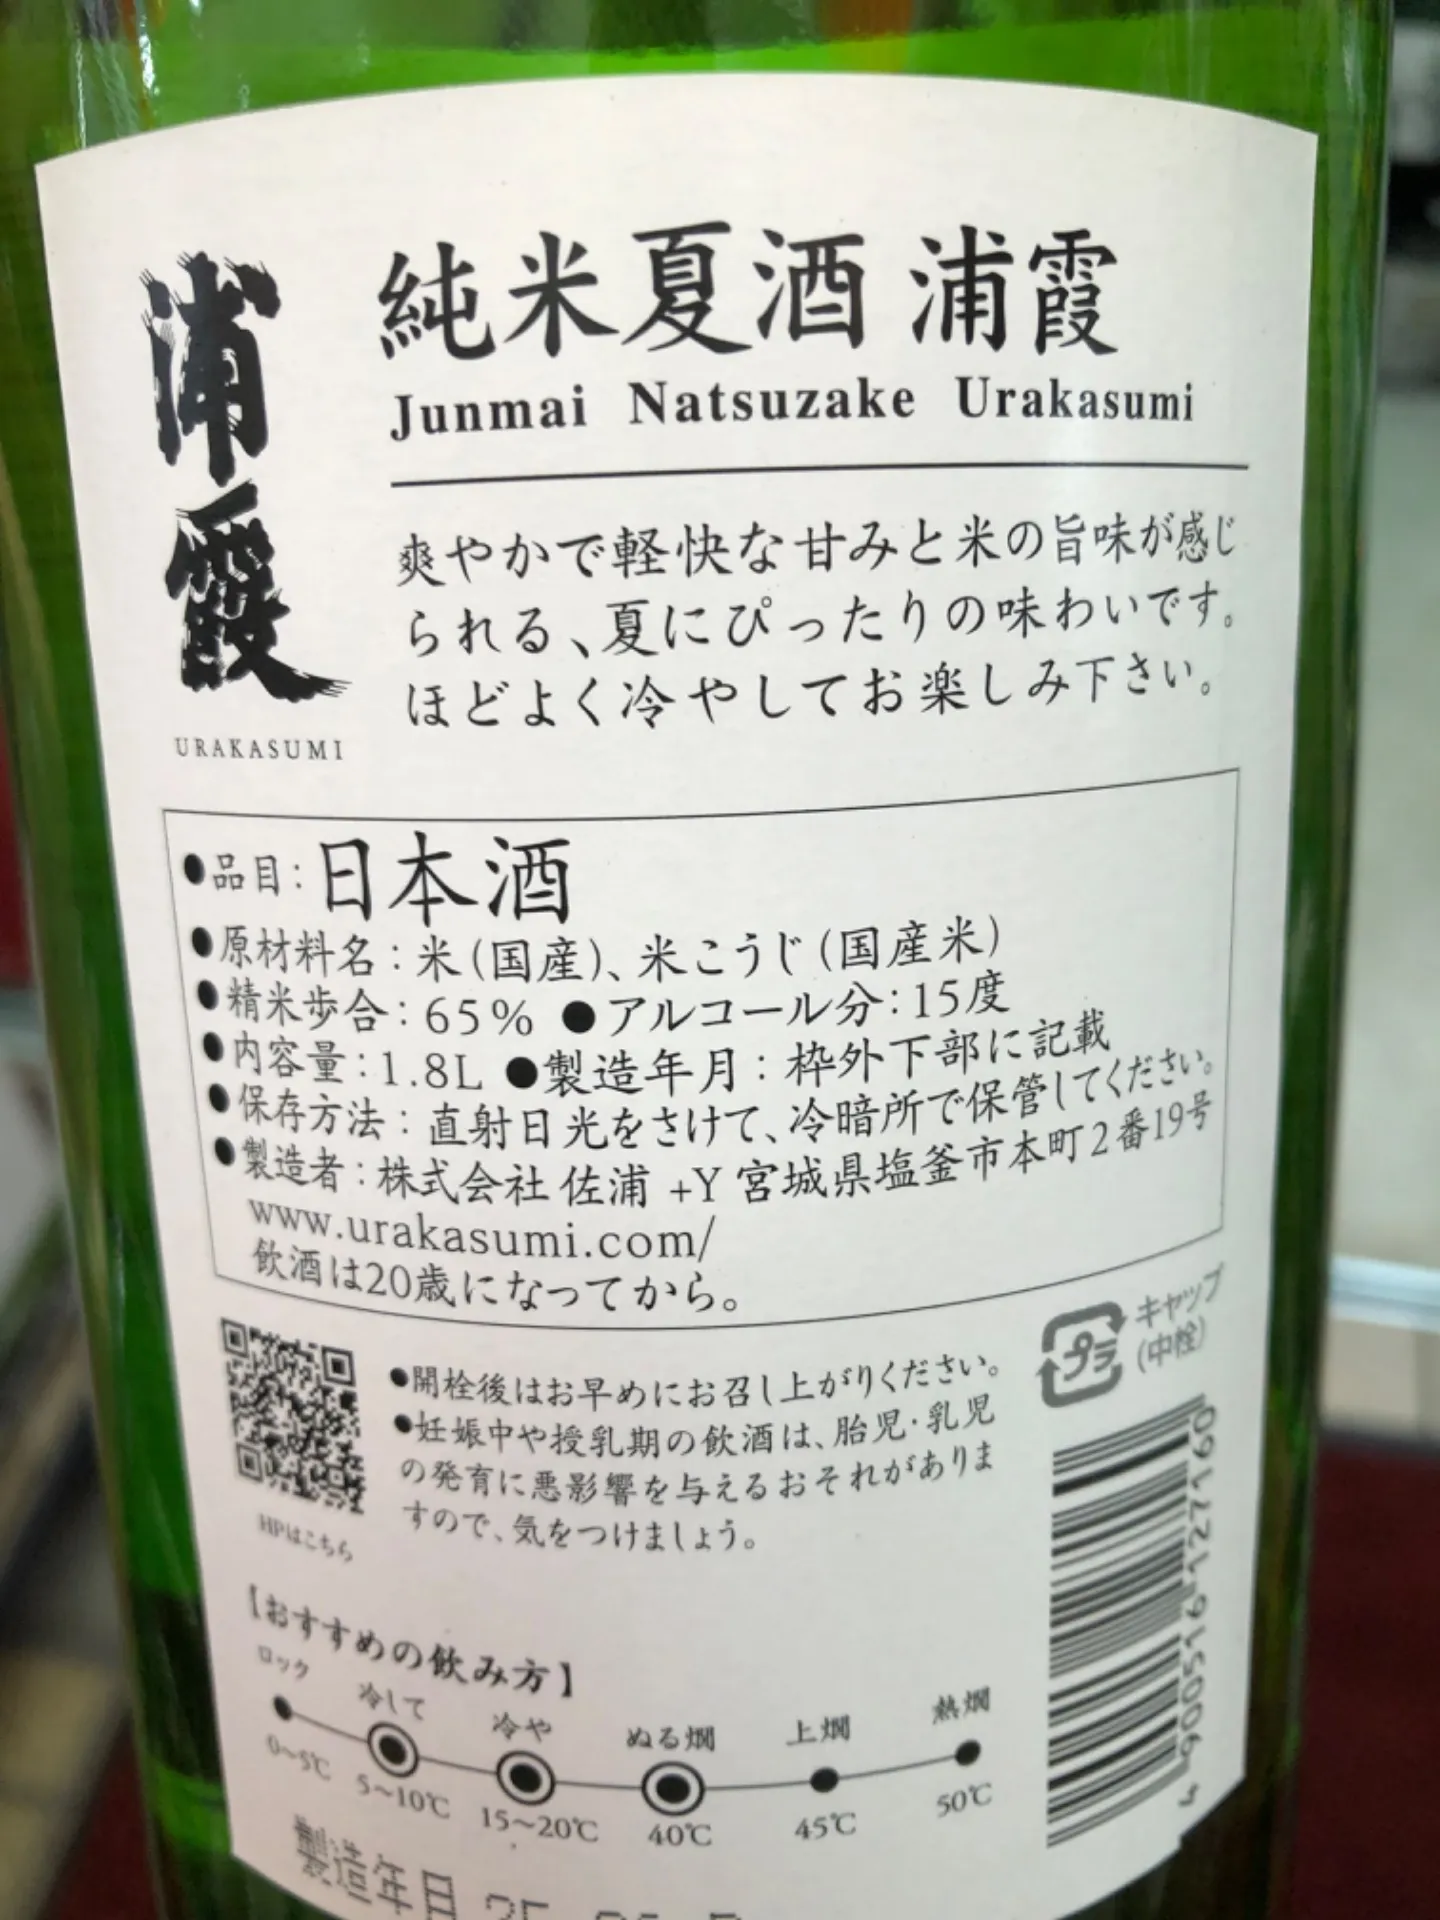 浦霞
URAKASUMI
純米夏酒 浦霞
Junmai Natsuzake Urakasumi
爽やかで軽快な甘みと米の旨味が感じ
られる、夏にぴったりの味わいです。
ほどよく冷やしてお楽しみ下さい。
●品目:日本酒
●原材料名:米(国産)、米こうじ(国産米)
●精米歩合:65% ●アルコール分:15度
●内容量:1.8L ●製造年月:枠外下部に記載
●保存方法:直射日光をさけて、冷暗所で保管してください。
●製造者:株式会社 佐浦 +Y 宮城県塩釜市本町2番19号
www.urakasumi.com/
飲酒は20歳になってから。
HPはこちら
●開栓後はお早めにお召し上がりください。
●妊娠中や授乳期の飲酒は、胎児・乳児
の発育に悪影響を与えるおそれがありま
すので、気をつけましょう。
プラ
キャップ
(中栓)
4 900516 127160
【おすすめの飲み方】
ロック 冷して 冷や ぬる燗 上燗 熱燗
0〜5℃ 5〜10℃ 15〜20℃ 40℃ 45℃ 50℃
製造年月